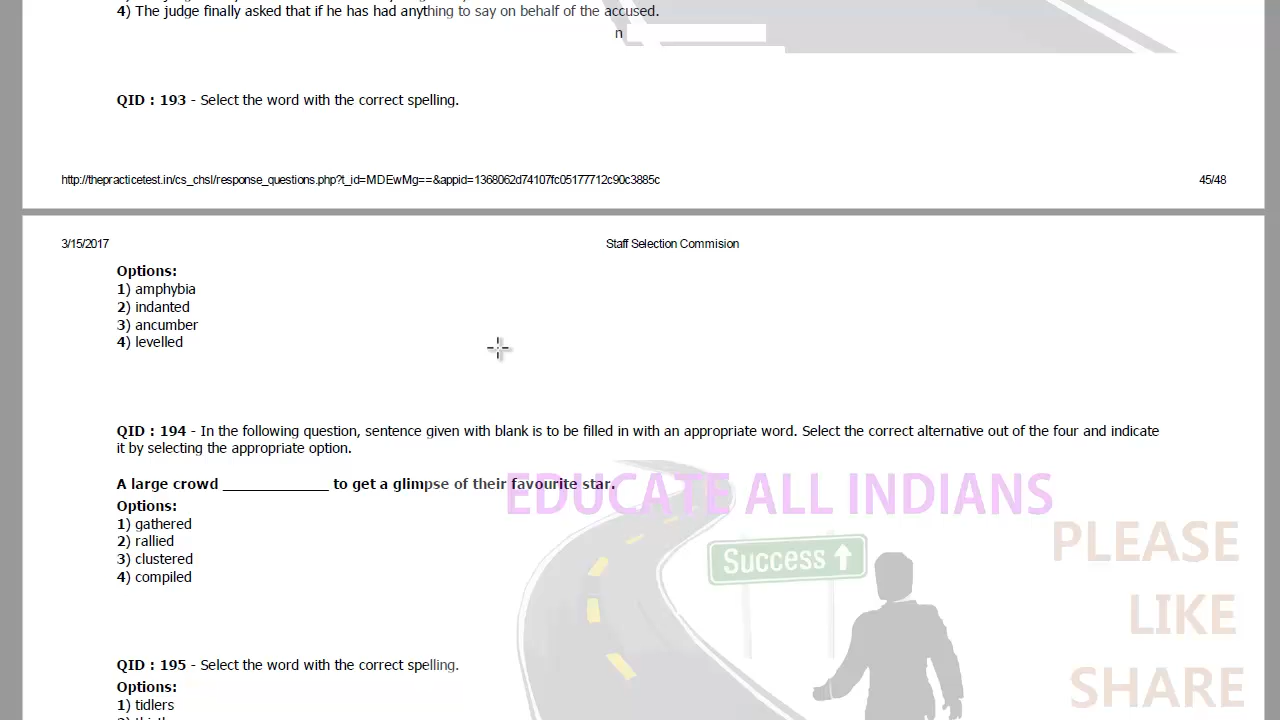 4) The judge finally asked that if he has had anything to say on behalf of the accused.
n
QID : 193 - Select the word with the correct spelling.
http://thepracticetest.in/cs_chsl/response_questions.php?t_id=MDEwMg==&appid=1368062d74107fc05177712c90c3885c 45/48
3/15/2017 Staff Selection Commision
Options:
1) amphybia
2) indanted
3) ancumber
4) levelled
QID : 194 - In the following question, sentence given with blank is to be filled in with an appropriate word. Select the correct alternative out of the four and indicate
it by selecting the appropriate option.
A large crowd ______________ to get a glimpse of their favourite star.
EDUCATE ALL INDIANS
Options:
1) gathered
2) rallied
3) clustered
4) compiled
Success
PLEASE
LIKE
SHARE
QID : 195 - Select the word with the correct spelling.
Options:
1) tidlers